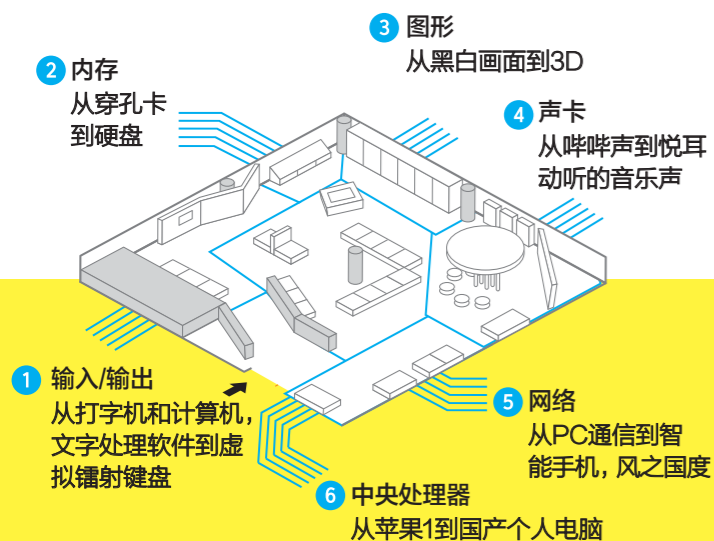 3 图形
从黑白画面到3D
2 内存
从穿孔卡
到硬盘
4 声卡
从哔哔声到悦耳
动听的音乐声
1 输入/输出
从打字机和计算机，
文字处理软件到虚
拟镭射键盘
5 网络
从PC通信到智
能手机，风之国度
6 中央处理器
从苹果1到国产个人电脑